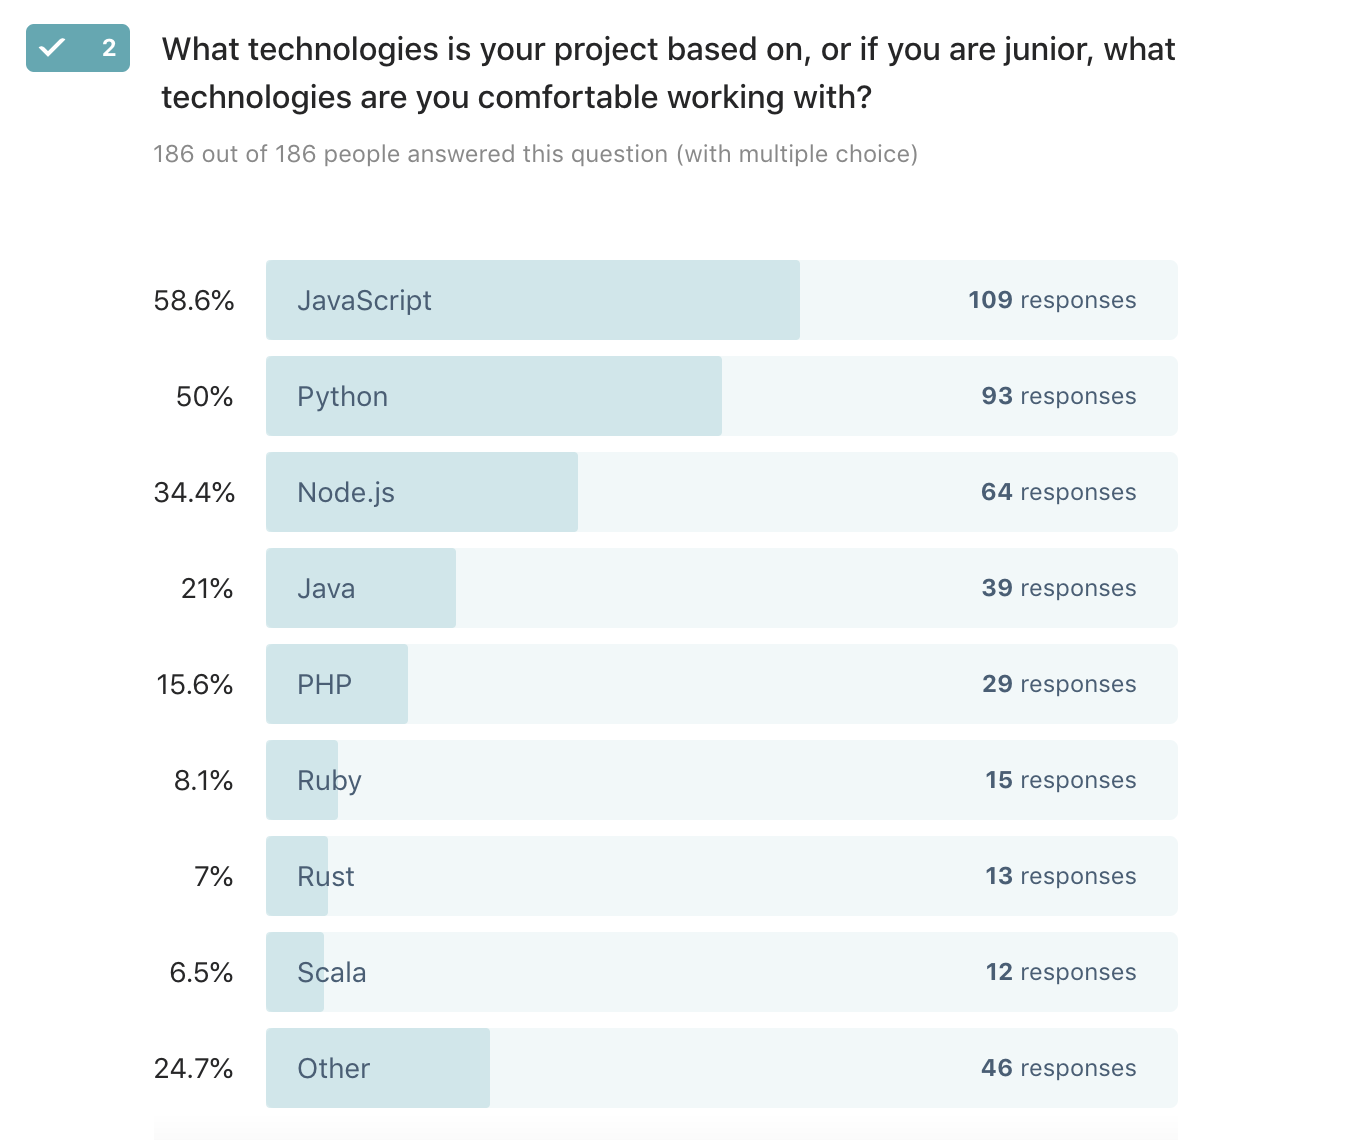 2
What technologies is your project based on, or if you are junior, what
technologies are you comfortable working with?
186 out of 186 people answered this question (with multiple choice)
58.6% JavaScript 109 responses
50% Python 93 responses
34.4% Node.js 64 responses
21% Java 39 responses
15.6% PHP 29 responses
8.1% Ruby 15 responses
7% Rust 13 responses
6.5% Scala 12 responses
24.7% Other 46 responses